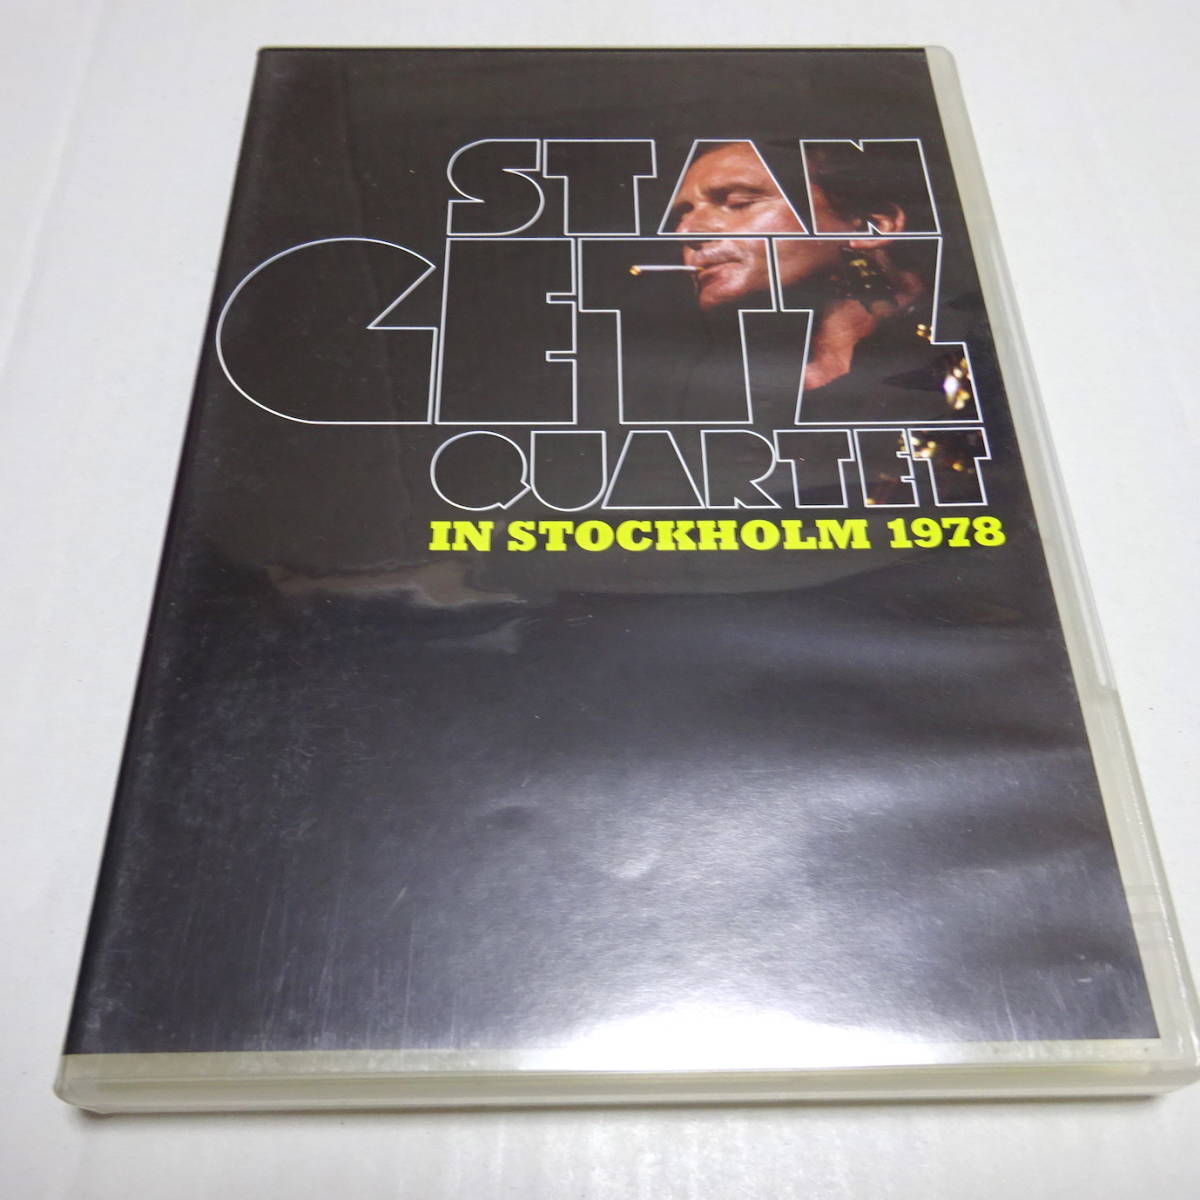 STAN
GETZ
QUARTET
IN STOCKHOLM 1978